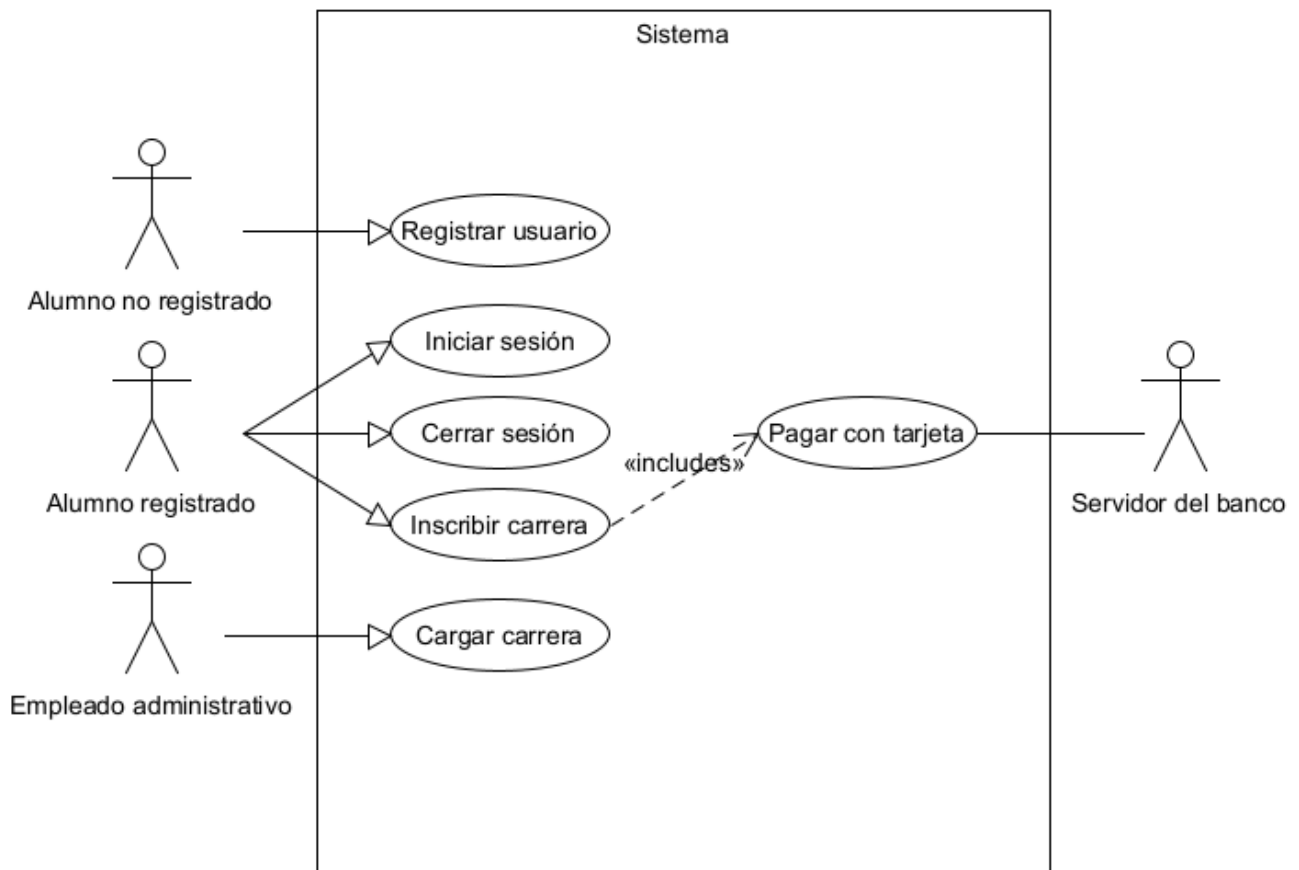 Sistema
Registrar usuario
Alumno no registrado
Iniciar sesión
Cerrar sesión
Pagar con tarjeta
«includes»
Alumno registrado
Servidor del banco
Inscribir carrera
Cargar carrera
Empleado administrativo